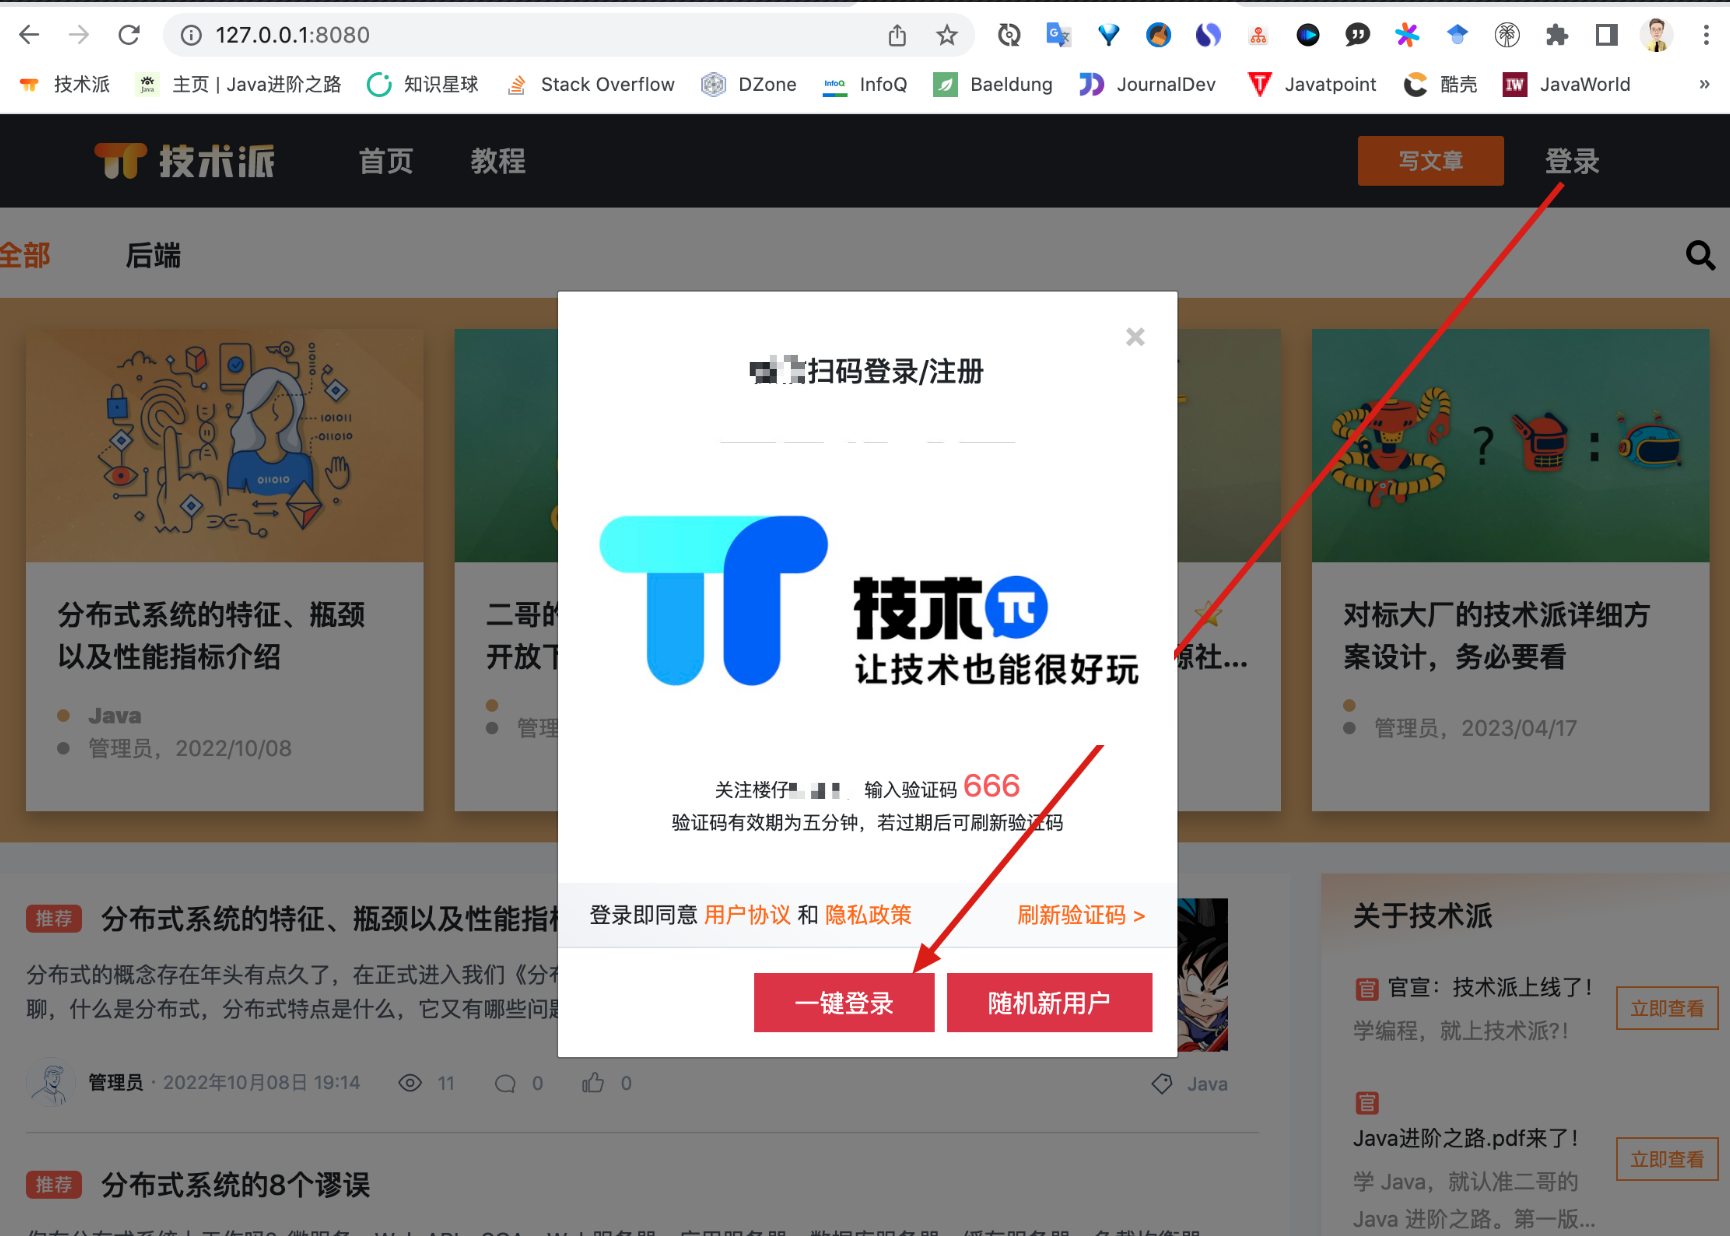 127.0.0.1:8080
技术派
主页 | Java进阶之路
知识星球
Stack Overflow
DZone
InfoQ
Baeldung
JournalDev
Javatpoint
酷壳
JavaWorld
»
技术派
首页
教程
写文章
登录
全部
后端
扫码登录/注册
技术π
让技术也能很好玩
关注楼仔
输入验证码 666
验证码有效期为五分钟，若过期后可刷新验证码
登录即同意 用户协议 和 隐私政策
刷新验证码 >
一键登录
随机新用户
01011
01010
011010
分布式系统的特征、瓶颈
以及性能指标介绍
Java
管理员，2022/10/08
二哥的
开放下
管理
源社...
? :
对标大厂的技术派详细方
案设计，务必要看
管理员，2023/04/17
推荐
分布式系统的特征、瓶颈以及性能指标
分布式的概念存在年头有点久了，在正式进入我们《分布
聊，什么是分布式，分布式特点是什么，它又有哪些问题
管理员 · 2022年10月08日 19:14
11
0
0
Java
推荐
分布式系统的8个谬误
关于技术派
官
官宣：技术派上线了！
学编程，就上技术派?！
立即查看
官
Java进阶之路.pdf来了！
学 Java，就认准二哥的
Java 进阶之路。第一版...
立即查看